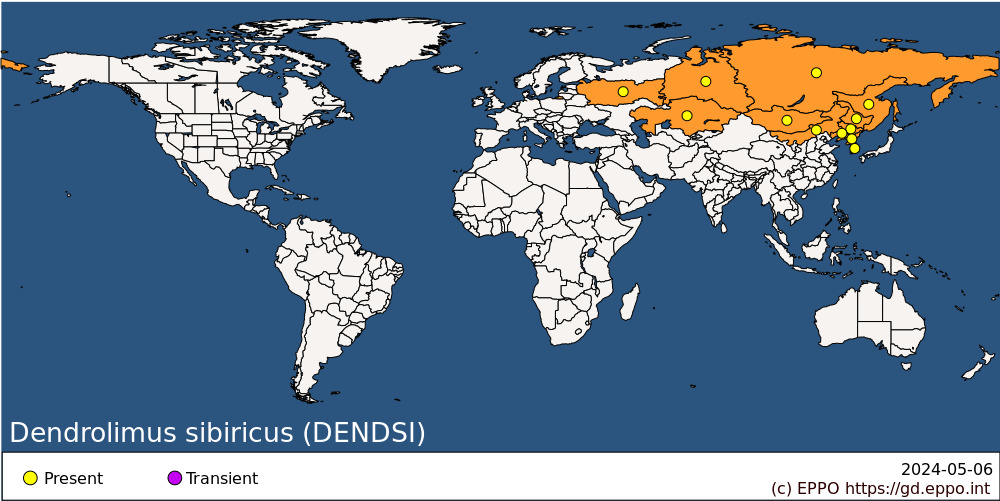 Dendrolimus sibiricus (DENDSI)
Present
Transient
2024-05-06
(c) EPPO https://gd.eppo.int